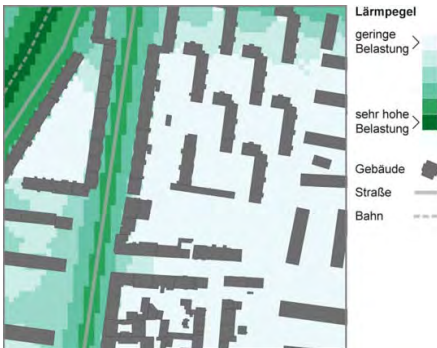 Lärmpegel
geringe
Belastung
sehr hohe
Belastung
Gebäude
Straße
Bahn